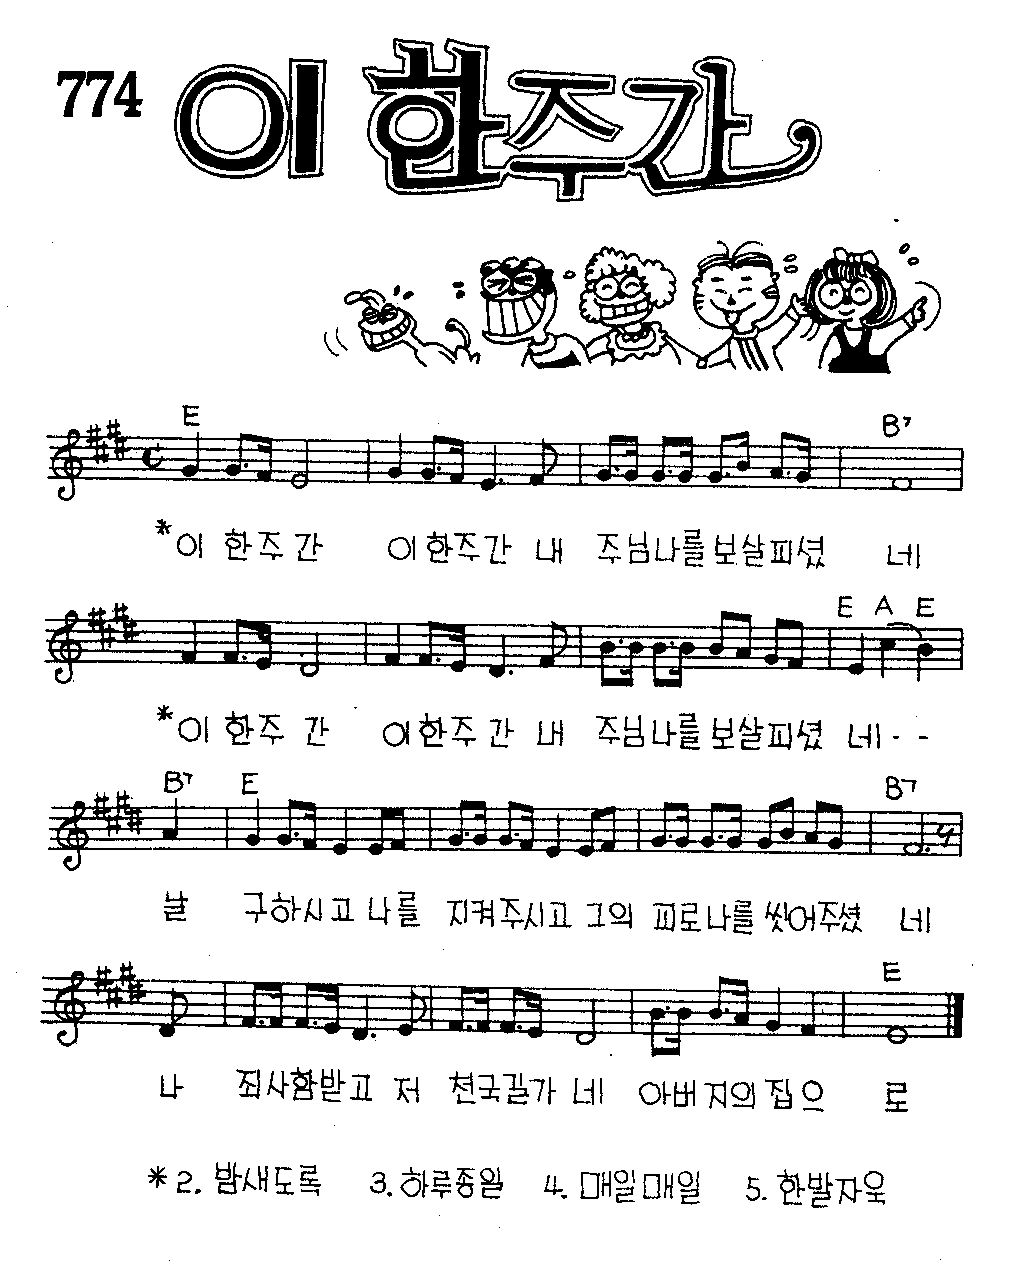 774 이 한주간
E B7
*이 한주간 이한주간 내 주님나를보살피셨 네
E A E
*이 한주 간 이한주 간 내 주님나를보살피셨 네 - -
B7 E B7
날 구하시고 나를 지켜주시고 그의 피로나를씻어주셨 네
E
나 죄사함받고 저 천국길가 네 아버지의집으 로
*2. 밤새도록 3. 하루종일 4. 매일매일 5. 한발자욱